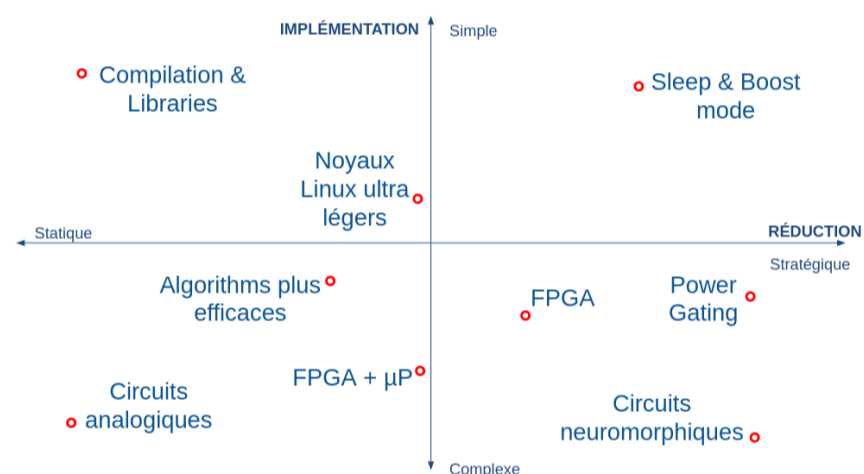 IMPLÉMENTATION
Simple
Compilation &
Libraries
Sleep & Boost
mode
Noyaux
Linux ultra
légers
Statique
RÉDUCTION
Stratégique
Algorithms plus
efficaces
FPGA
Power
Gating
FPGA + µP
Circuits
analogiques
Circuits
neuromorphiques
Complexe